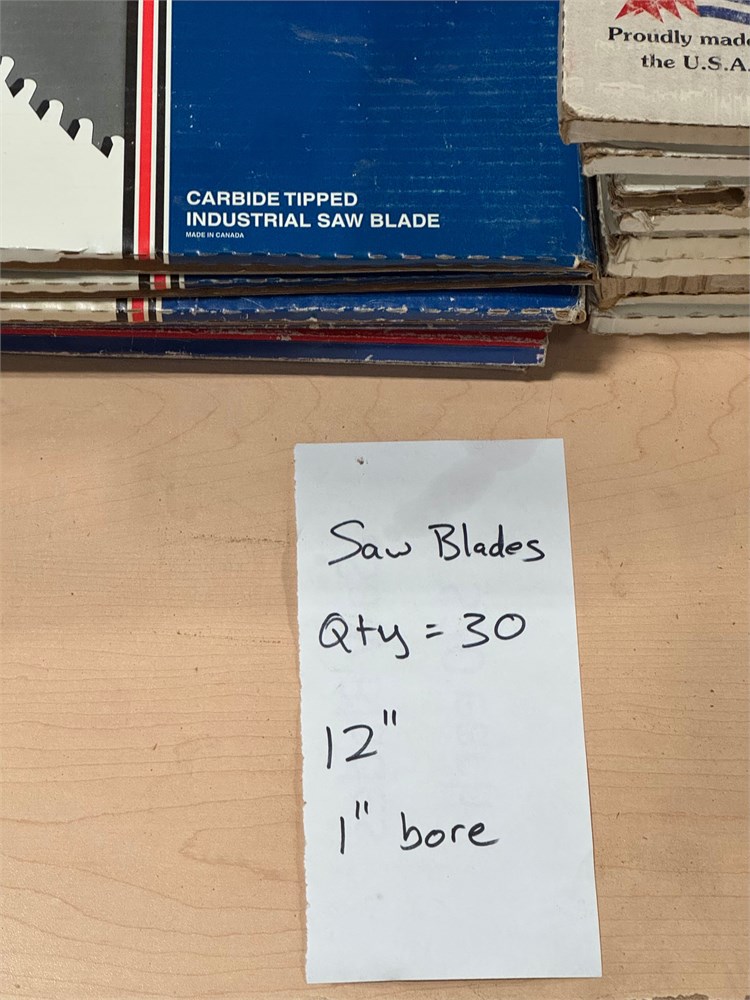 Proudly made
the U.S.A.
CARBIDE TIPPED
INDUSTRIAL SAW BLADE
MADE IN CANADA
Saw Blades
Qty = 30
12"
1" bore